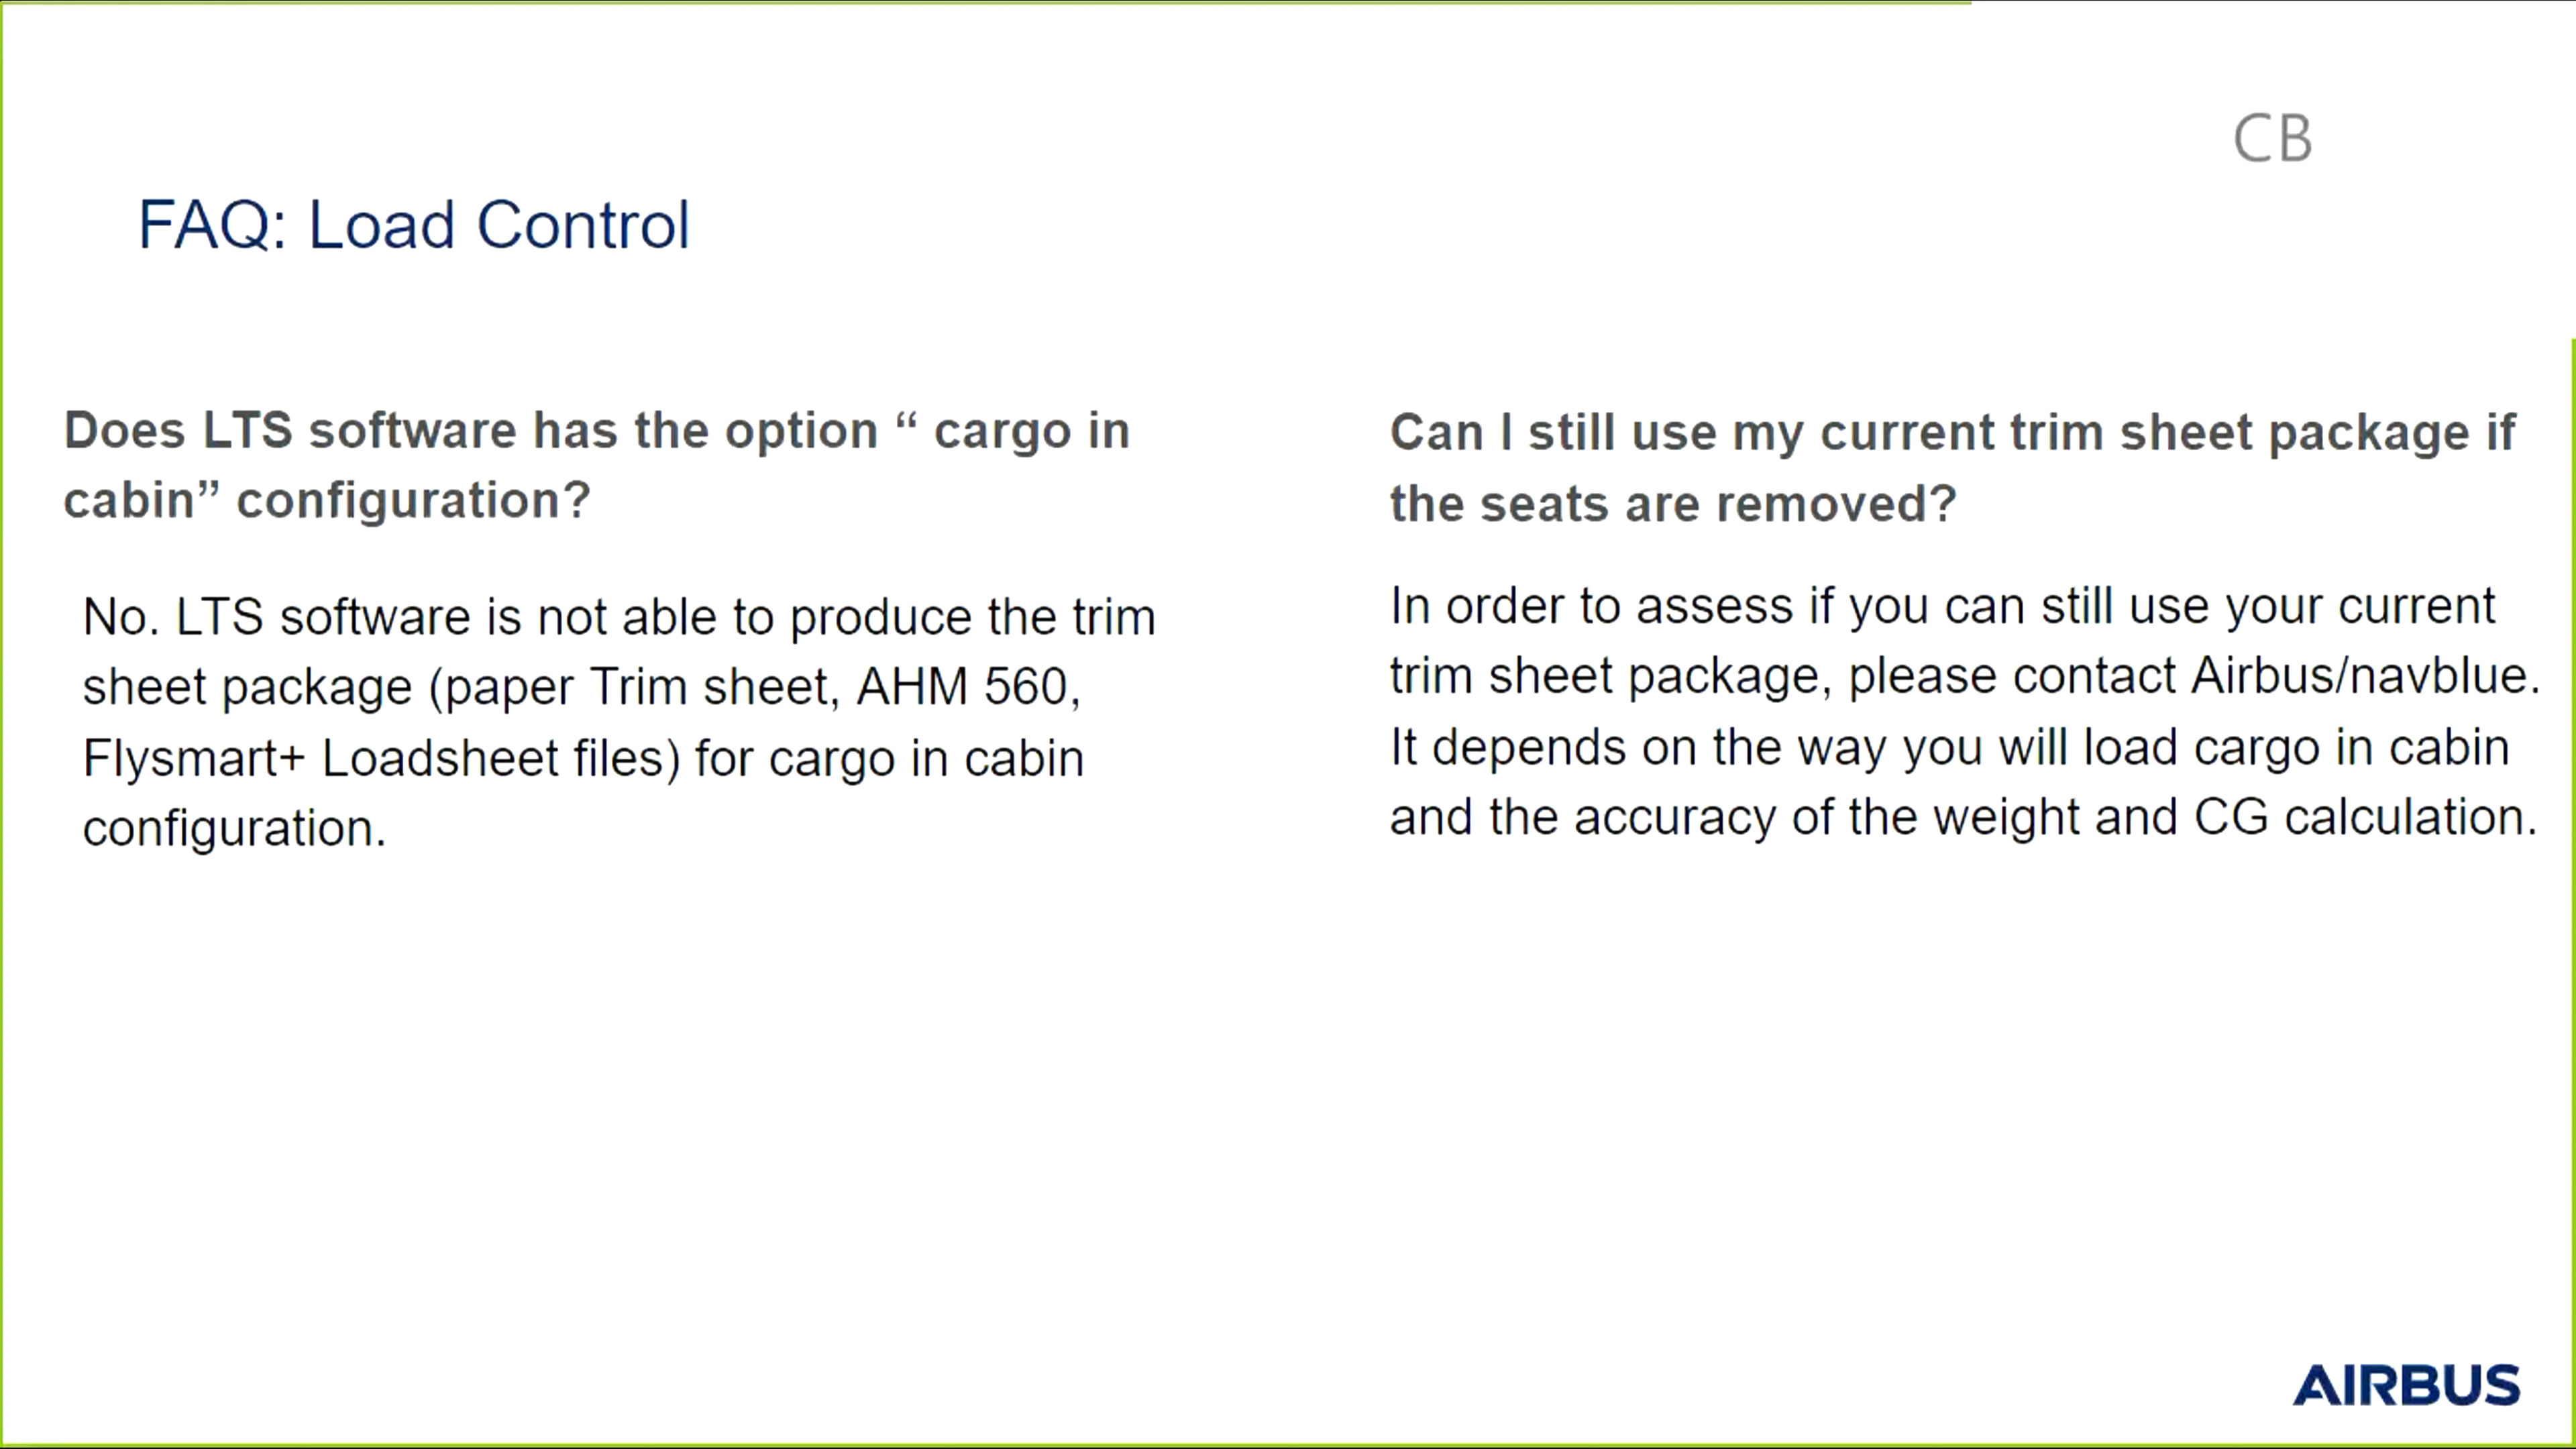 CB
FAQ: Load Control
Does LTS software has the option “ cargo in
cabin” configuration?
No. LTS software is not able to produce the trim
sheet package (paper Trim sheet, AHM 560,
Flysmart+ Loadsheet files) for cargo in cabin
configuration.
Can I still use my current trim sheet package if
the seats are removed?
In order to assess if you can still use your current
trim sheet package, please contact Airbus/navblue.
It depends on the way you will load cargo in cabin
and the accuracy of the weight and CG calculation.
AIRBUS